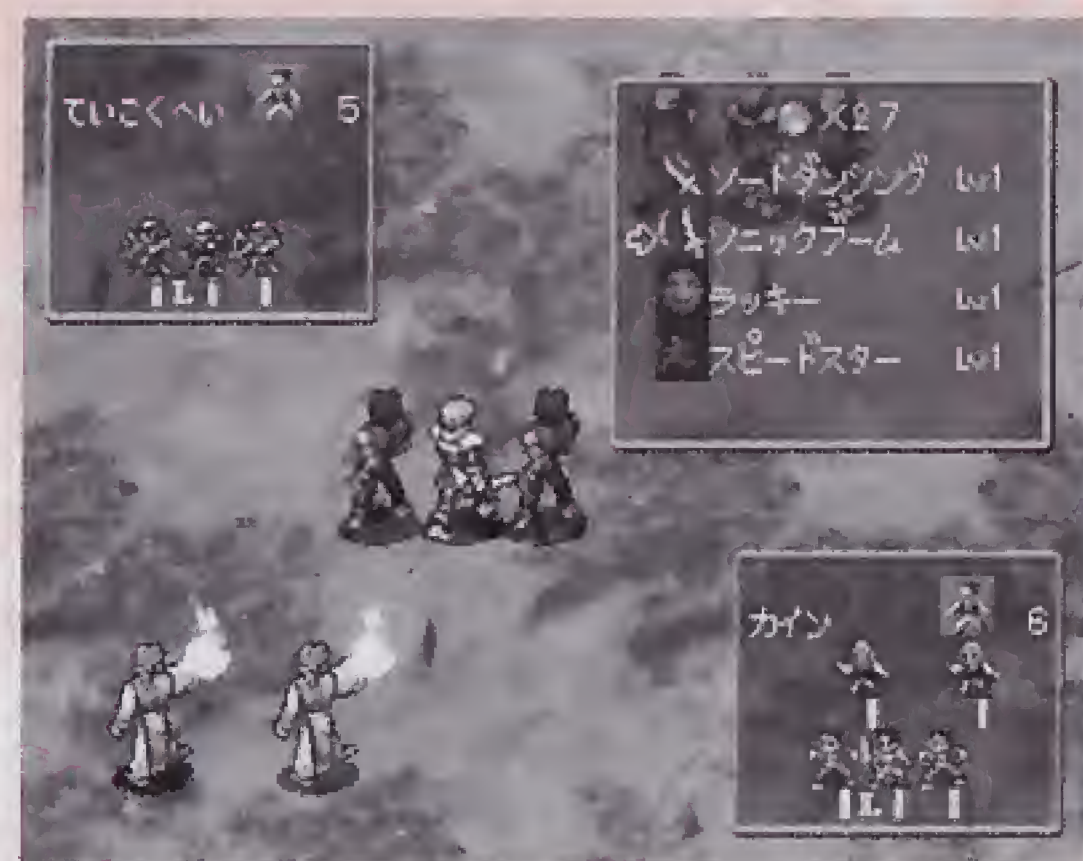 ていこくへい 5
L
×27
ソードダンシング Lv1
ソニックブーム Lv1
ラッキー Lv1
スピードスター Lv1
カイン 6
L